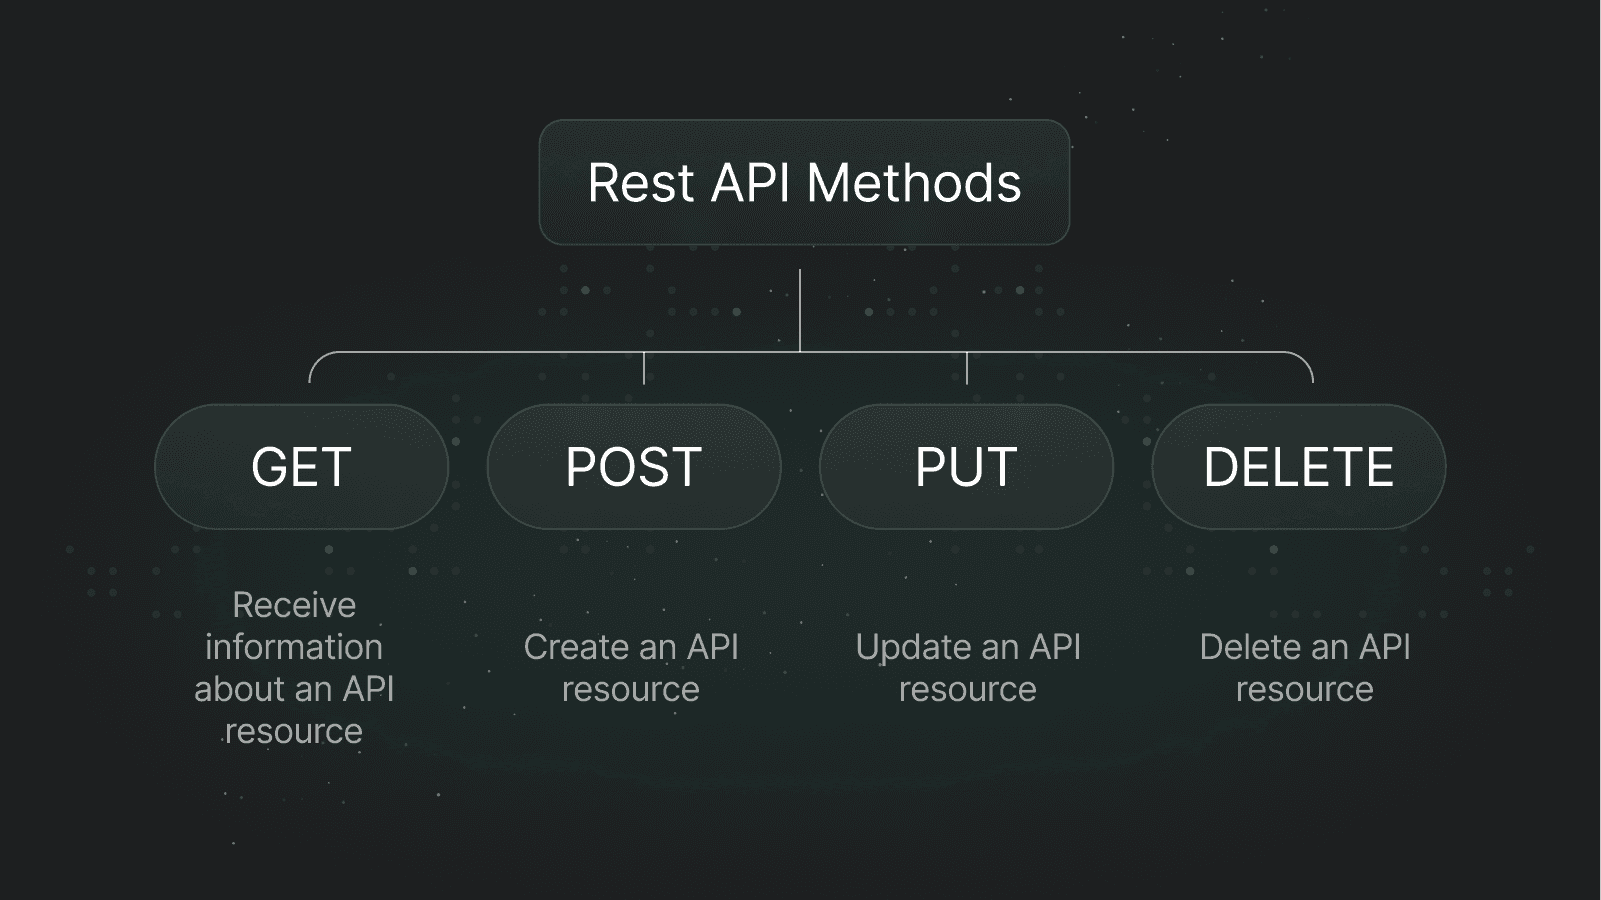 Rest API Methods
GET
POST
PUT
DELETE
Receive
information
about an API
resource
Create an API
resource
Update an API
resource
Delete an API
resource